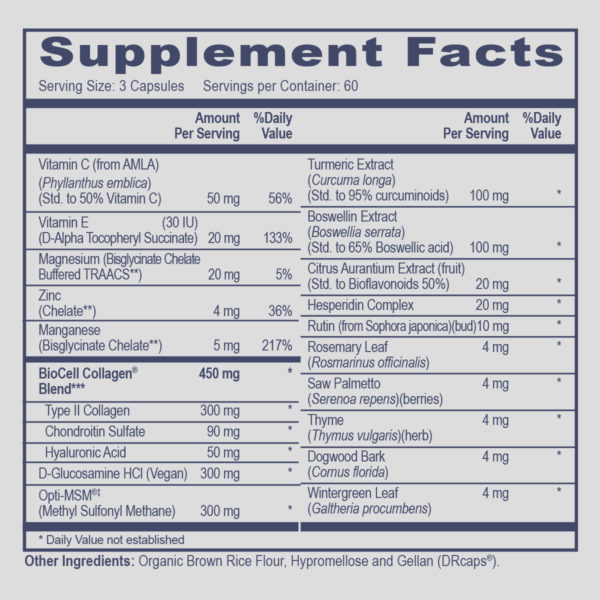 Supplement Facts
Serving Size: 3 Capsules Servings per Container: 60
Amount Per Serving %Daily Value
Vitamin C (from AMLA)
(Phyllanthus emblica)
(Std. to 50% Vitamin C) 50 mg 56%
Vitamin E (30 IU)
(D-Alpha Tocopheryl Succinate) 20 mg 133%
Magnesium (Bisglycinate Chelate
Buffered TRAACS**) 20 mg 5%
Zinc
(Chelate**) 4 mg 36%
Manganese
(Bisglycinate Chelate**) 5 mg 217%
BioCell Collagen® 450 mg *
Blend***
Type II Collagen 300 mg *
Chondroitin Sulfate 90 mg *
Hyaluronic Acid 50 mg *
D-Glucosamine HCl (Vegan) 300 mg *
Opti-MSM®‡
(Methyl Sulfonyl Methane) 300 mg *
Amount Per Serving %Daily Value
Turmeric Extract
(Curcuma longa)
(Std. to 95% curcuminoids) 100 mg *
Boswellin Extract
(Boswellia serrata)
(Std. to 65% Boswellic acid) 100 mg *
Citrus Aurantium Extract (fruit)
(Std. to Bioflavonoids 50%) 20 mg *
Hesperidin Complex 20 mg *
Rutin (from Sophora japonica)(bud)10 mg *
Rosemary Leaf 4 mg *
(Rosmarinus officinalis)
Saw Palmetto 4 mg *
(Serenoa repens)(berries)
Thyme 4 mg *
(Thymus vulgaris)(herb)
Dogwood Bark 4 mg *
(Cornus florida)
Wintergreen Leaf 4 mg *
(Galtheria procumbens)
* Daily Value not established
Other Ingredients: Organic Brown Rice Flour, Hypromellose and Gellan (DRcaps®).